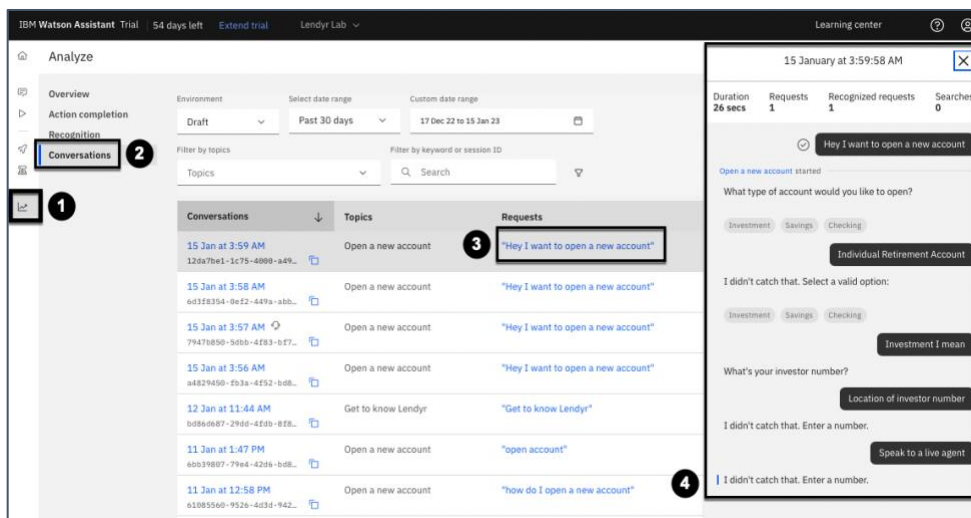 IBM Watson Assistant Trial 54 days left Extend trial Lendyr Lab Learning center
Analyze
Overview
Action completion
Recognition
Conversations
2
1
Environment Select date range Custom date range
Draft Past 30 days 17 Dec 22 to 15 Jan 23
Filter by topics Filter by keyword or session ID
Topics Search
Conversations Topics Requests
15 Jan at 3:59 AM Open a new account 3 "Hey I want to open a new account"
12da7be1-1c75-4000-a49…
15 Jan at 3:58 AM Open a new account "Hey I want to open a new account"
6d3f8354-0ef2-449a-abb…
15 Jan at 3:57 AM Open a new account "Hey I want to open a new account"
7947b850-5dbb-4f83-bf7…
15 Jan at 3:56 AM Open a new account "Hey I want to open a new account"
a4829450-fb3a-4f52-bd8…
12 Jan at 11:44 AM Get to know Lendyr "Get to know Lendyr"
bd86d687-29dd-4fdb-8f8…
11 Jan at 1:47 PM Open a new account "open account"
6bb39807-79e4-42d6-bd8…
11 Jan at 12:58 PM Open a new account "how do I open a new account"
61085560-9526-4d3d-942…
15 January at 3:59:58 AM
Duration Requests Recognized requests Searches
26 secs 1 1 0
Hey I want to open a new account
Open a new account started
What type of account would you like to open?
Investment Savings Checking
Individual Retirement Account
I didn't catch that. Select a valid option:
Investment Savings Checking
Investment I mean
What's your investor number?
Location of investor number
I didn't catch that. Enter a number.
Speak to a live agent
4 I didn't catch that. Enter a number.